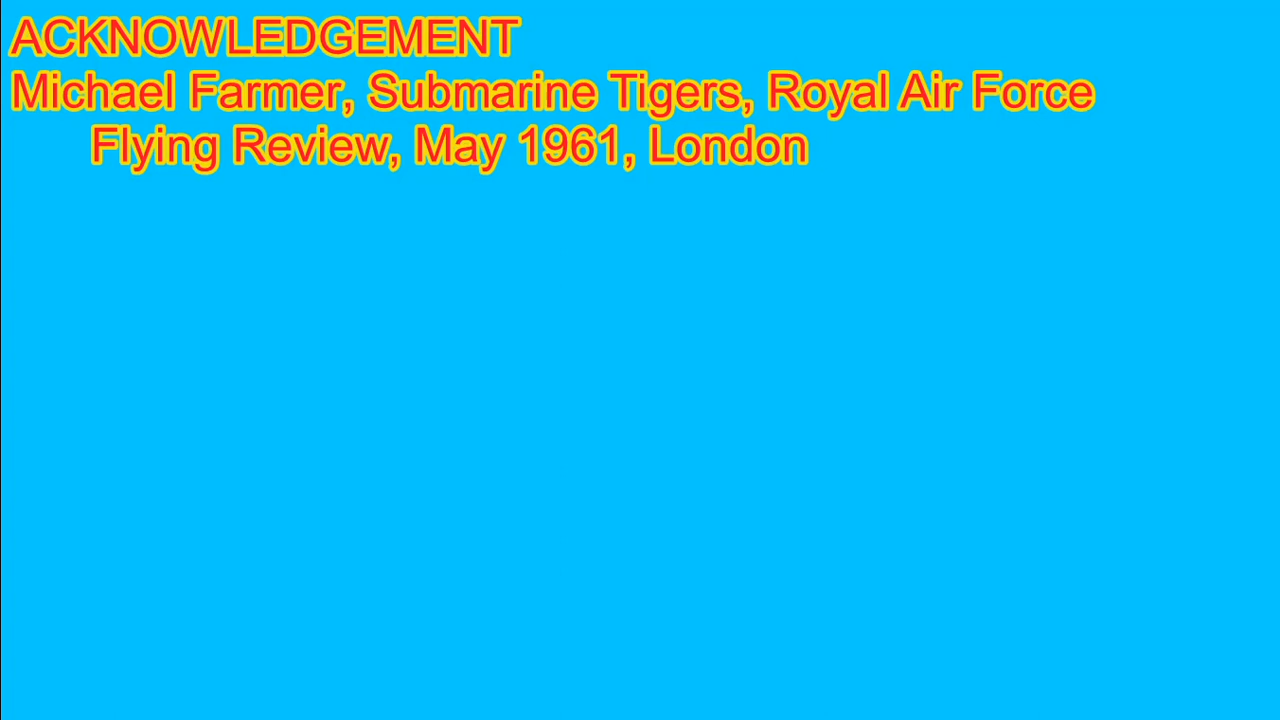 ACKNOWLEDGEMENT
Michael Farmer, Submarine Tigers, Royal Air Force
Flying Review, May 1961, London